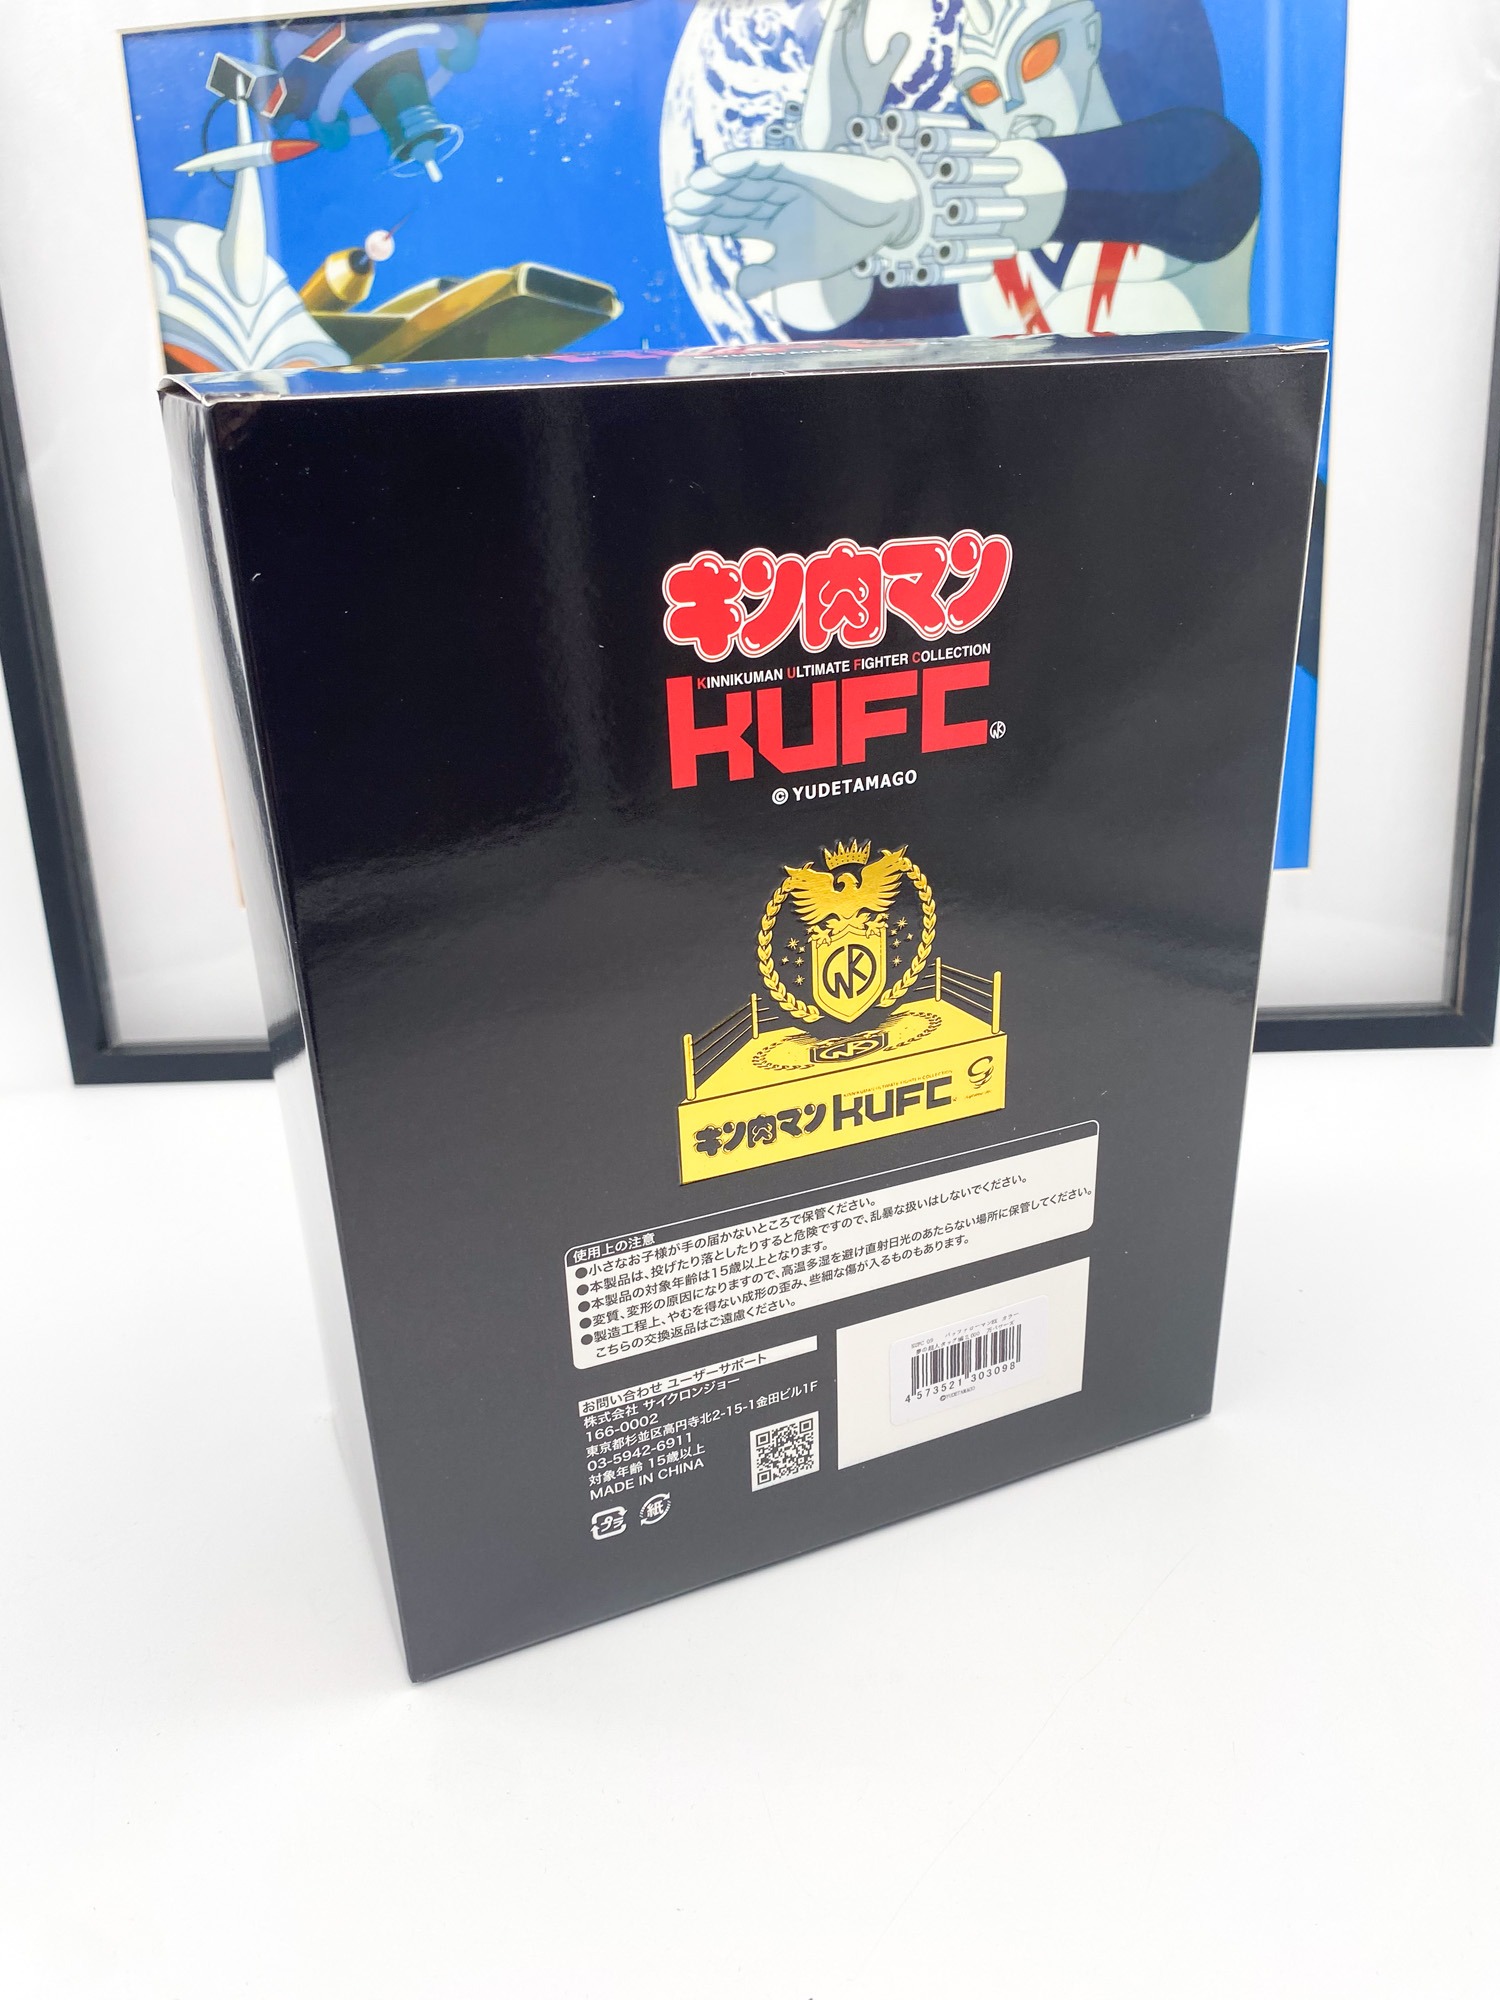 キン肉マン
KINNIKUMAN ULTIMATE FIGHTER COLLECTION
KUFC
©YUDETAMAGO
KINNIKUMAN ULTIMATE FIGHTER COLLECTION
キン肉マン KUFC
使用上の注意
●小さなお子様が手の届かないところで保管ください。
●本製品は、投げたり落としたりすると危険ですので、乱暴な扱いはしないでください。
●本製品の対象年齢は15歳以上となります。
●変質、変形の原因になりますので、高温多湿を避け直射日光のあたらない場所に保管してください。
●製造工程上、やむを得ない成形の歪み、些細な傷が入るものもあります。
こちらの交換返品はご遠慮ください。
お問い合わせ ユーザーサポート
株式会社 サイクロンジョー
166-0002
東京都杉並区高円寺北2-15-1金田ビル1F
03-5942-6911
対象年齢 15歳以上
MADE IN CHINA
プラ
紙
4 573521 303098
©YUDETAMAGO